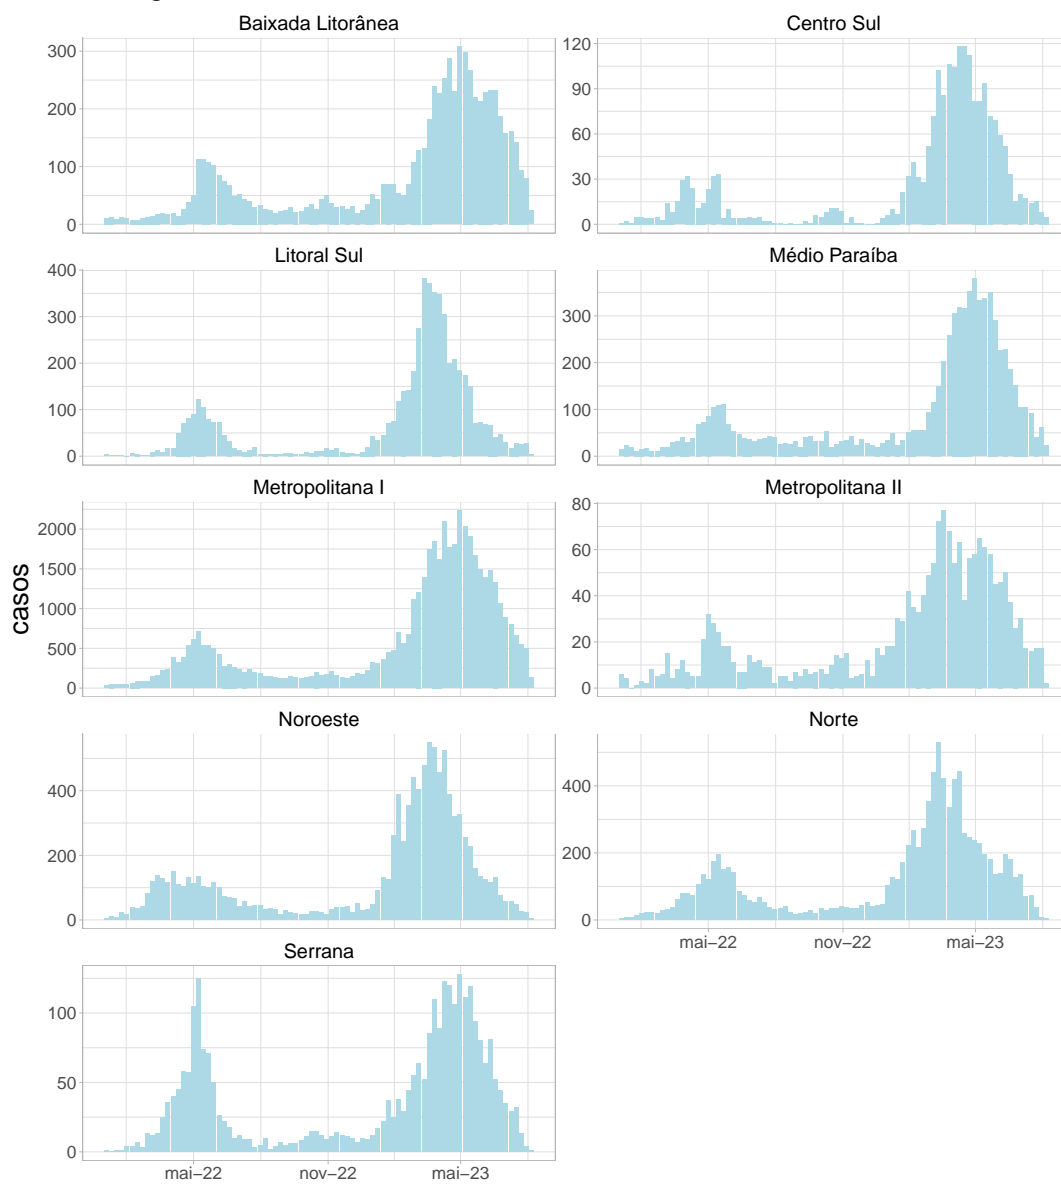 Baixada Litorânea
Centro Sul
300
200
100
0
120
90
60
30
0
Litoral Sul
Médio Paraíba
400
300
200
100
0
300
200
100
0
Metropolitana I
Metropolitana II
2000
1500
1000
500
0
80
60
40
20
0
casos
Noroeste
Norte
400
200
0
400
200
0
mai−22
nov−22
mai−23
Serrana
100
50
0
mai−22
nov−22
mai−23